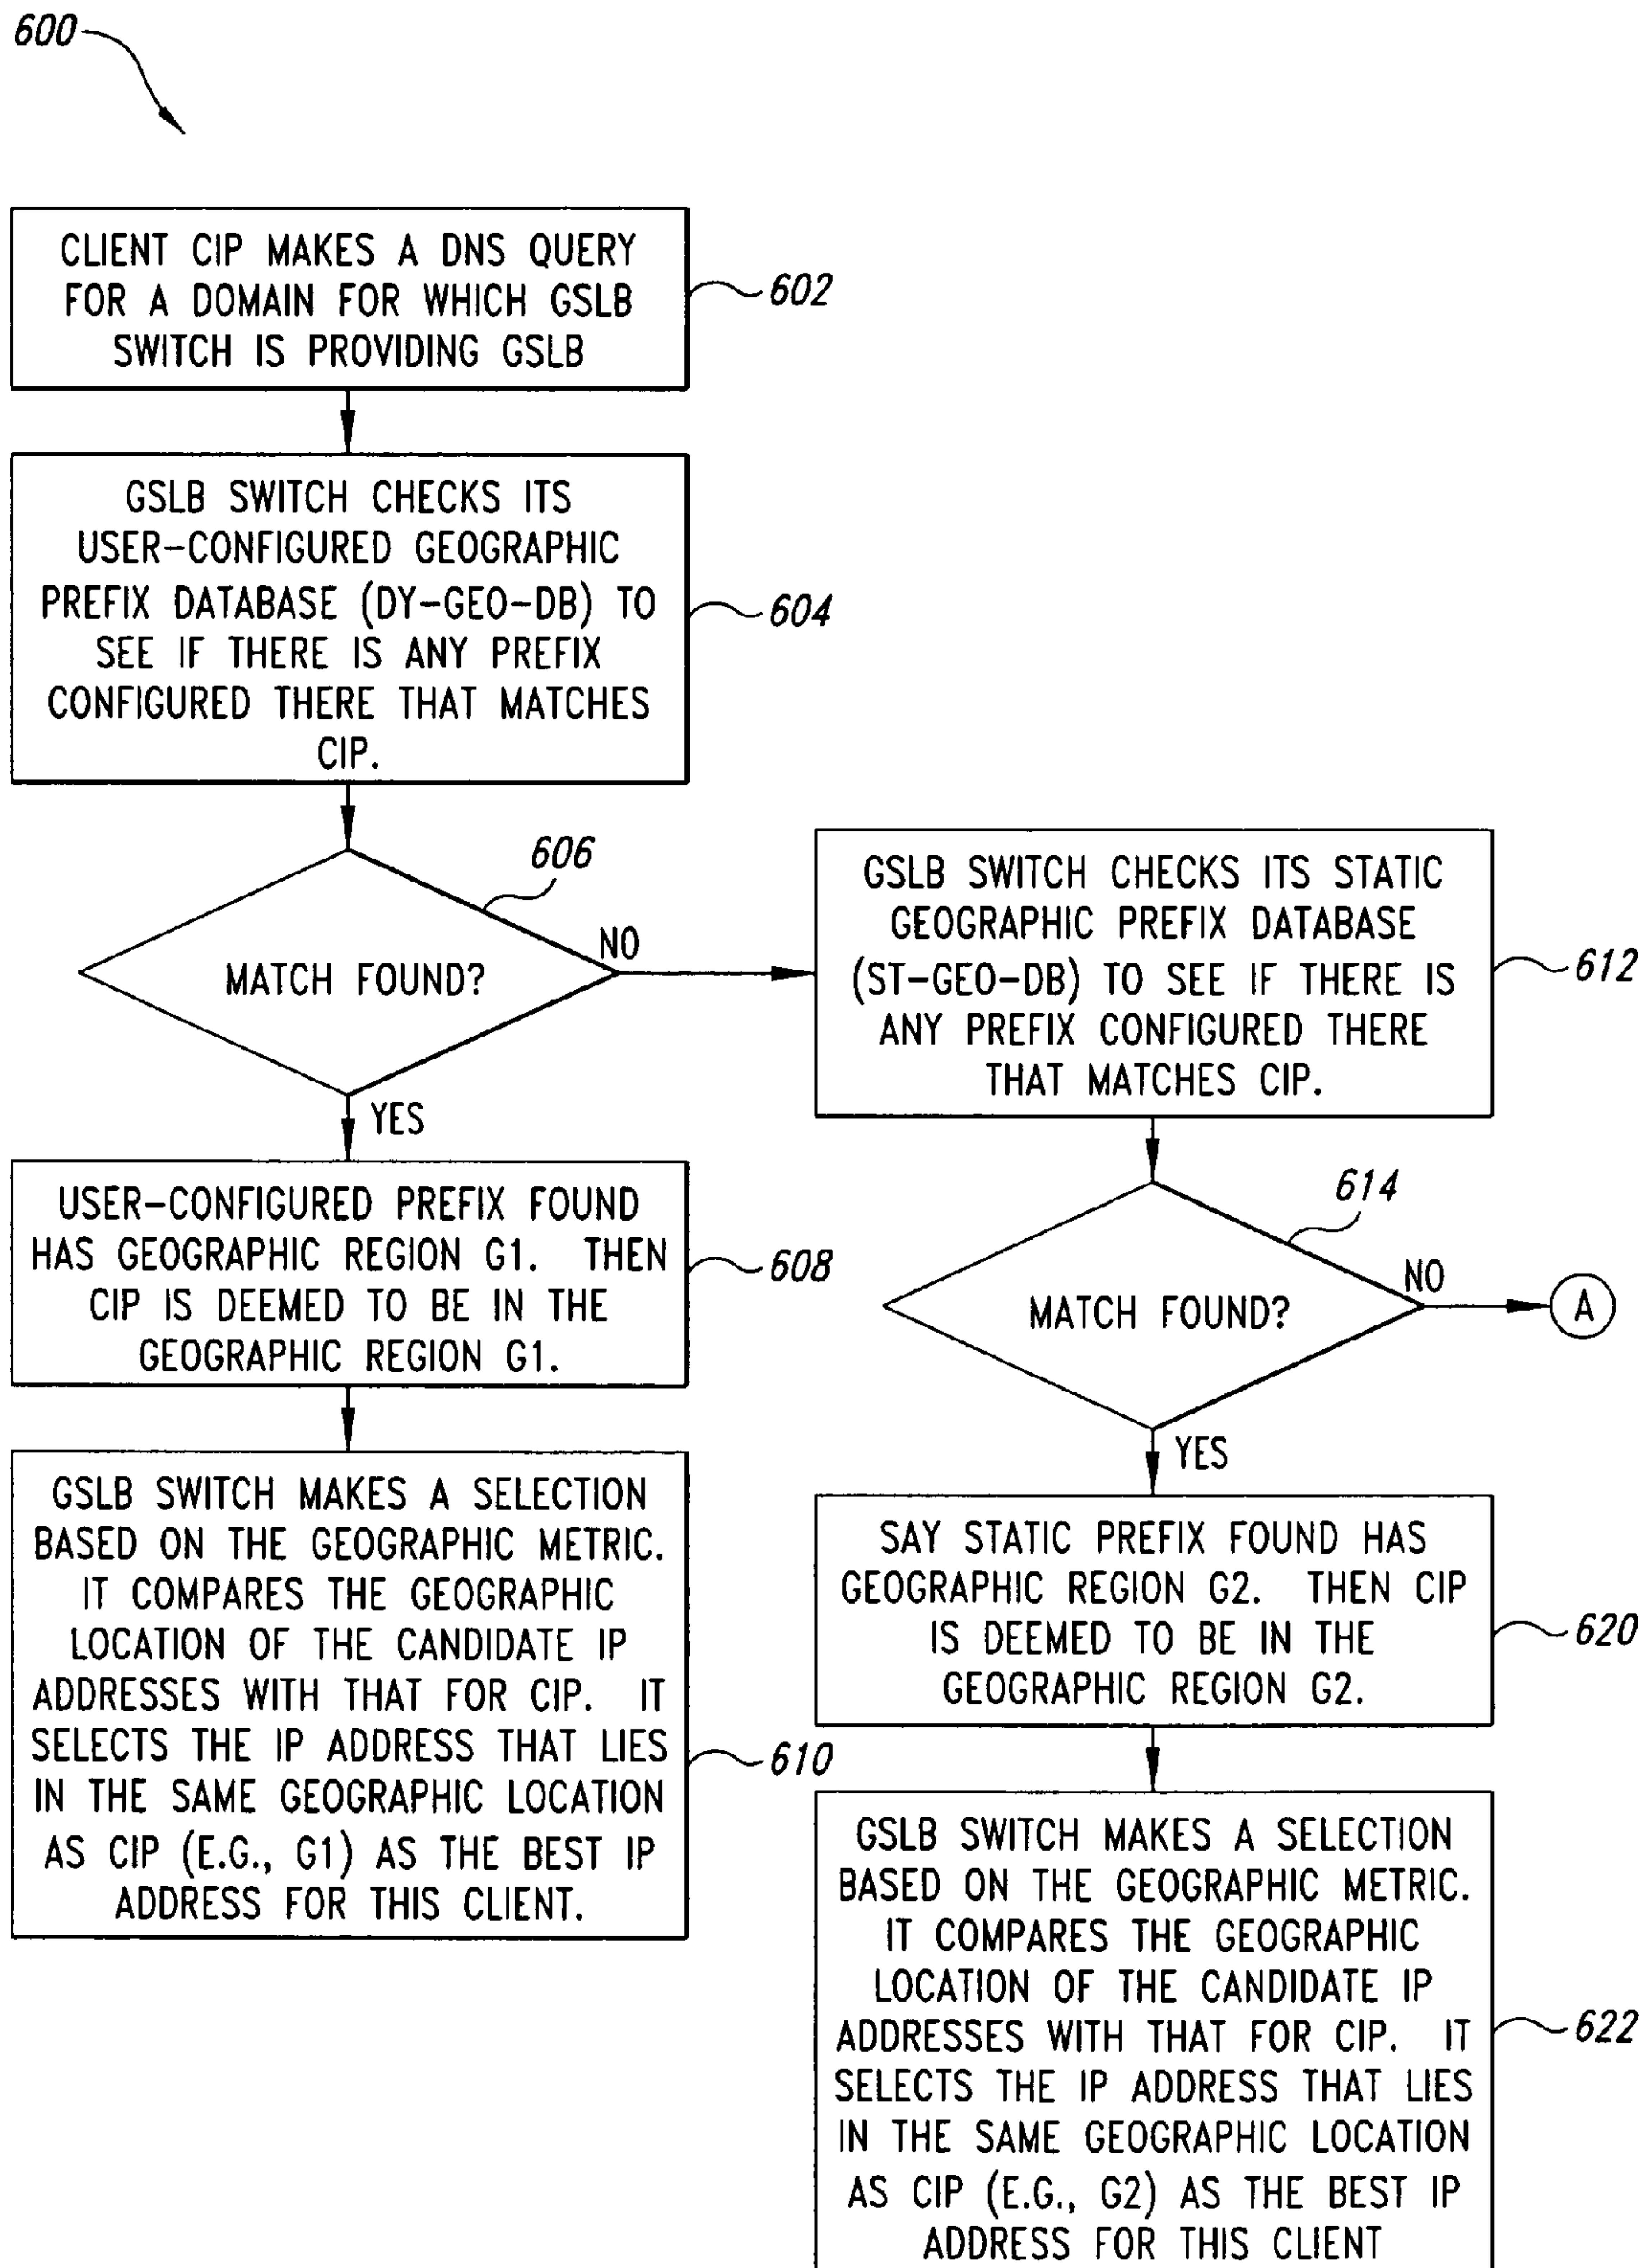 600
CLIENT CIP MAKES A DNS QUERY
FOR A DOMAIN FOR WHICH GSLB
SWITCH IS PROVIDING GSLB
602
GSLB SWITCH CHECKS ITS
USER-CONFIGURED GEOGRAPHIC
PREFIX DATABASE (DY-GEO-DB) TO
SEE IF THERE IS ANY PREFIX
CONFIGURED THERE THAT MATCHES
CIP.
604
606
MATCH FOUND?
NO
YES
USER-CONFIGURED PREFIX FOUND
HAS GEOGRAPHIC REGION G1. THEN
CIP IS DEEMED TO BE IN THE
GEOGRAPHIC REGION G1.
608
GSLB SWITCH MAKES A SELECTION
BASED ON THE GEOGRAPHIC METRIC.
IT COMPARES THE GEOGRAPHIC
LOCATION OF THE CANDIDATE IP
ADDRESSES WITH THAT FOR CIP. IT
SELECTS THE IP ADDRESS THAT LIES
IN THE SAME GEOGRAPHIC LOCATION
AS CIP (E.G., G1) AS THE BEST IP
ADDRESS FOR THIS CLIENT.
610
GSLB SWITCH CHECKS ITS STATIC
GEOGRAPHIC PREFIX DATABASE
(ST-GEO-DB) TO SEE IF THERE IS
ANY PREFIX CONFIGURED THERE
THAT MATCHES CIP.
612
614
MATCH FOUND?
NO
A
YES
SAY STATIC PREFIX FOUND HAS
GEOGRAPHIC REGION G2. THEN CIP
IS DEEMED TO BE IN THE
GEOGRAPHIC REGION G2.
620
GSLB SWITCH MAKES A SELECTION
BASED ON THE GEOGRAPHIC METRIC.
IT COMPARES THE GEOGRAPHIC
LOCATION OF THE CANDIDATE IP
ADDRESSES WITH THAT FOR CIP. IT
SELECTS THE IP ADDRESS THAT LIES
IN THE SAME GEOGRAPHIC LOCATION
AS CIP (E.G., G2) AS THE BEST IP
ADDRESS FOR THIS CLIENT
622